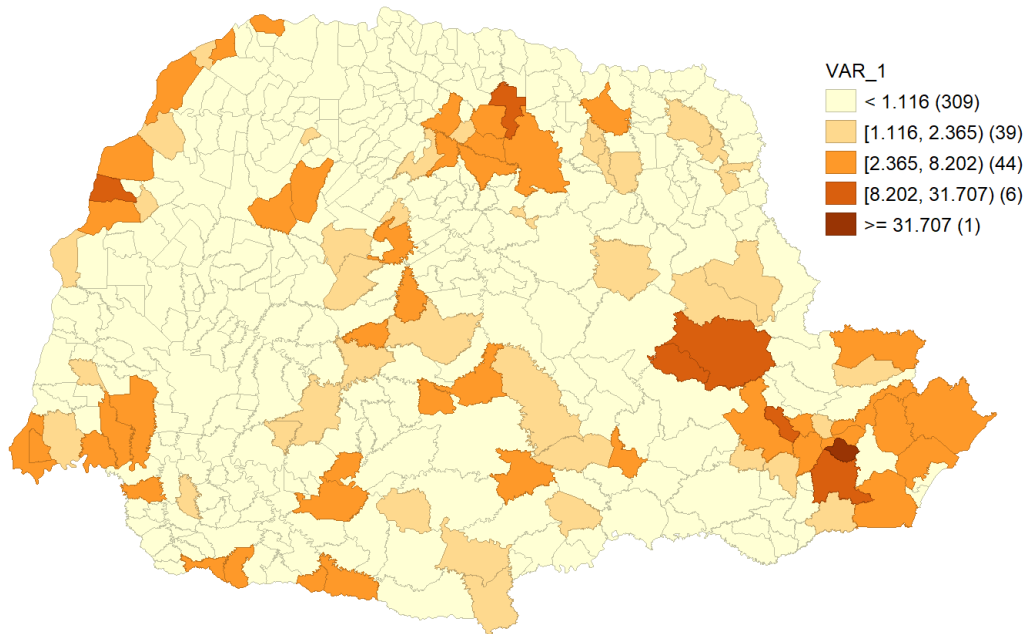 VAR_1
< 1.116 (309)
[1.116, 2.365) (39)
[2.365, 8.202) (44)
[8.202, 31.707) (6)
>= 31.707 (1)